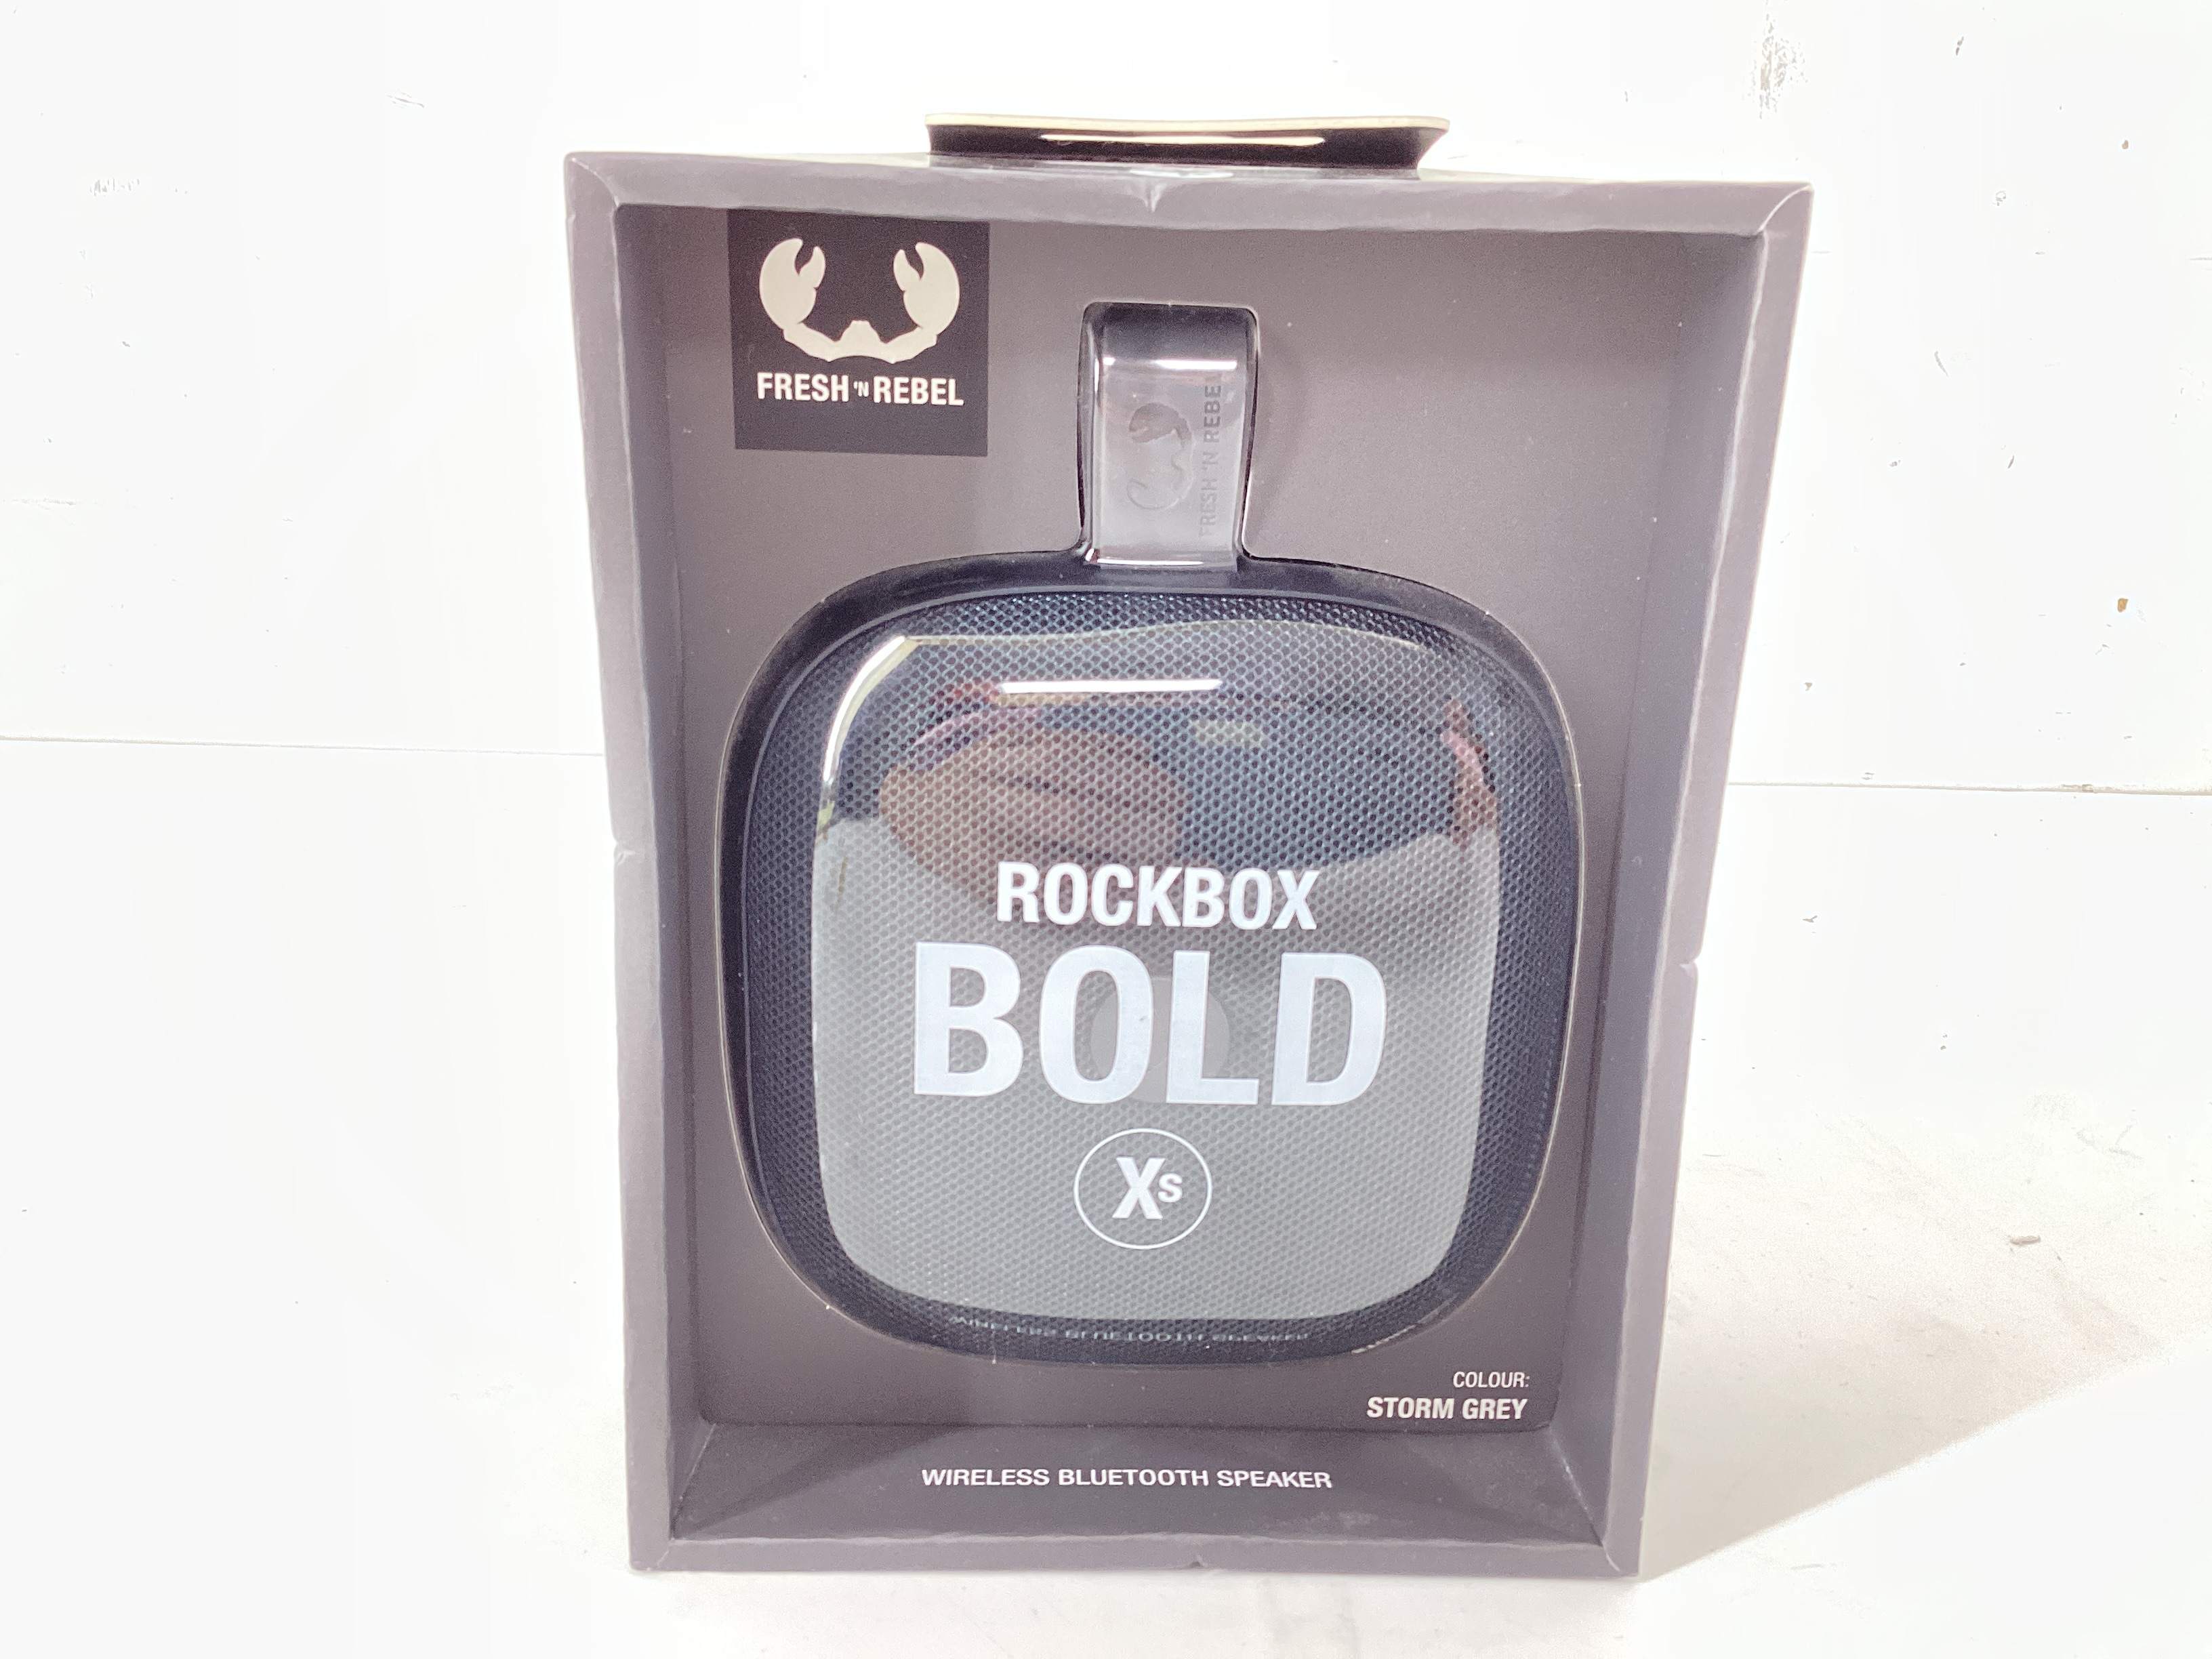 FRESH 'N REBEL
FRESH 'N REBEL
ROCKBOX
BOLD
Xs
COLOUR:
STORM GREY
WIRELESS BLUETOOTH SPEAKER